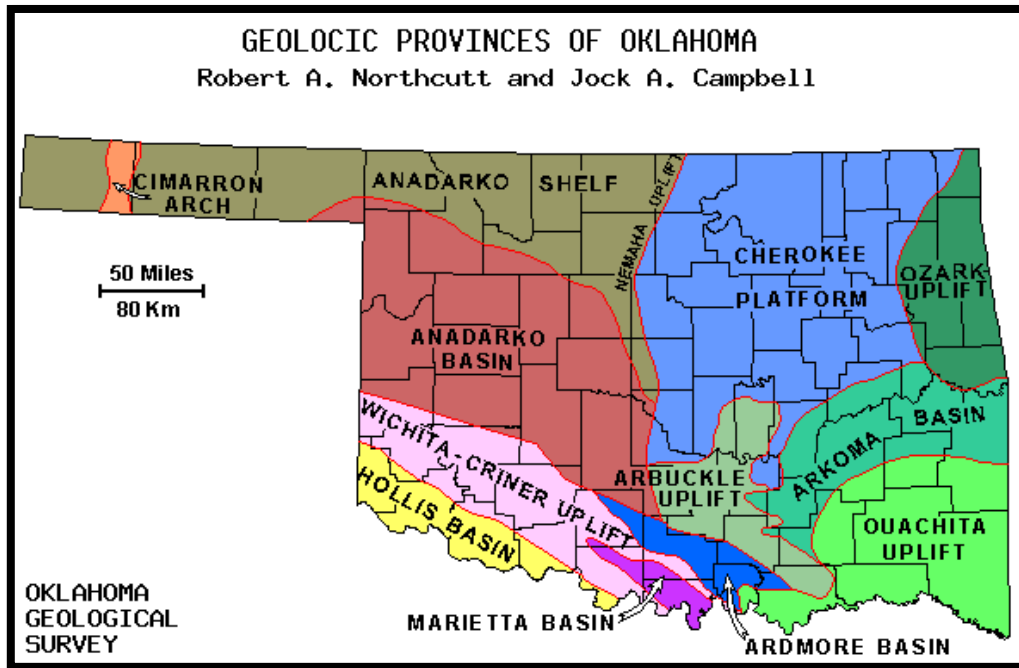 GEOLOCIC PROVINCES OF OKLAHOMA
Robert A. Northcutt and Jock A. Campbell
CIMARRON
ARCH
ANADARKO SHELF
NEMAHA UPLIFT
50 Miles
80 Km
CHEROKEE
PLATFORM
OZARK
UPLIFT
ANADARKO
BASIN
WICHITA-CRINER UPLIFT
HOLLIS BASIN
ARBUCKLE
UPLIFT
ARKOMA BASIN
OUACHITA
UPLIFT
MARIETTA BASIN
ARDMORE BASIN
OKLAHOMA
GEOLOGICAL
SURVEY